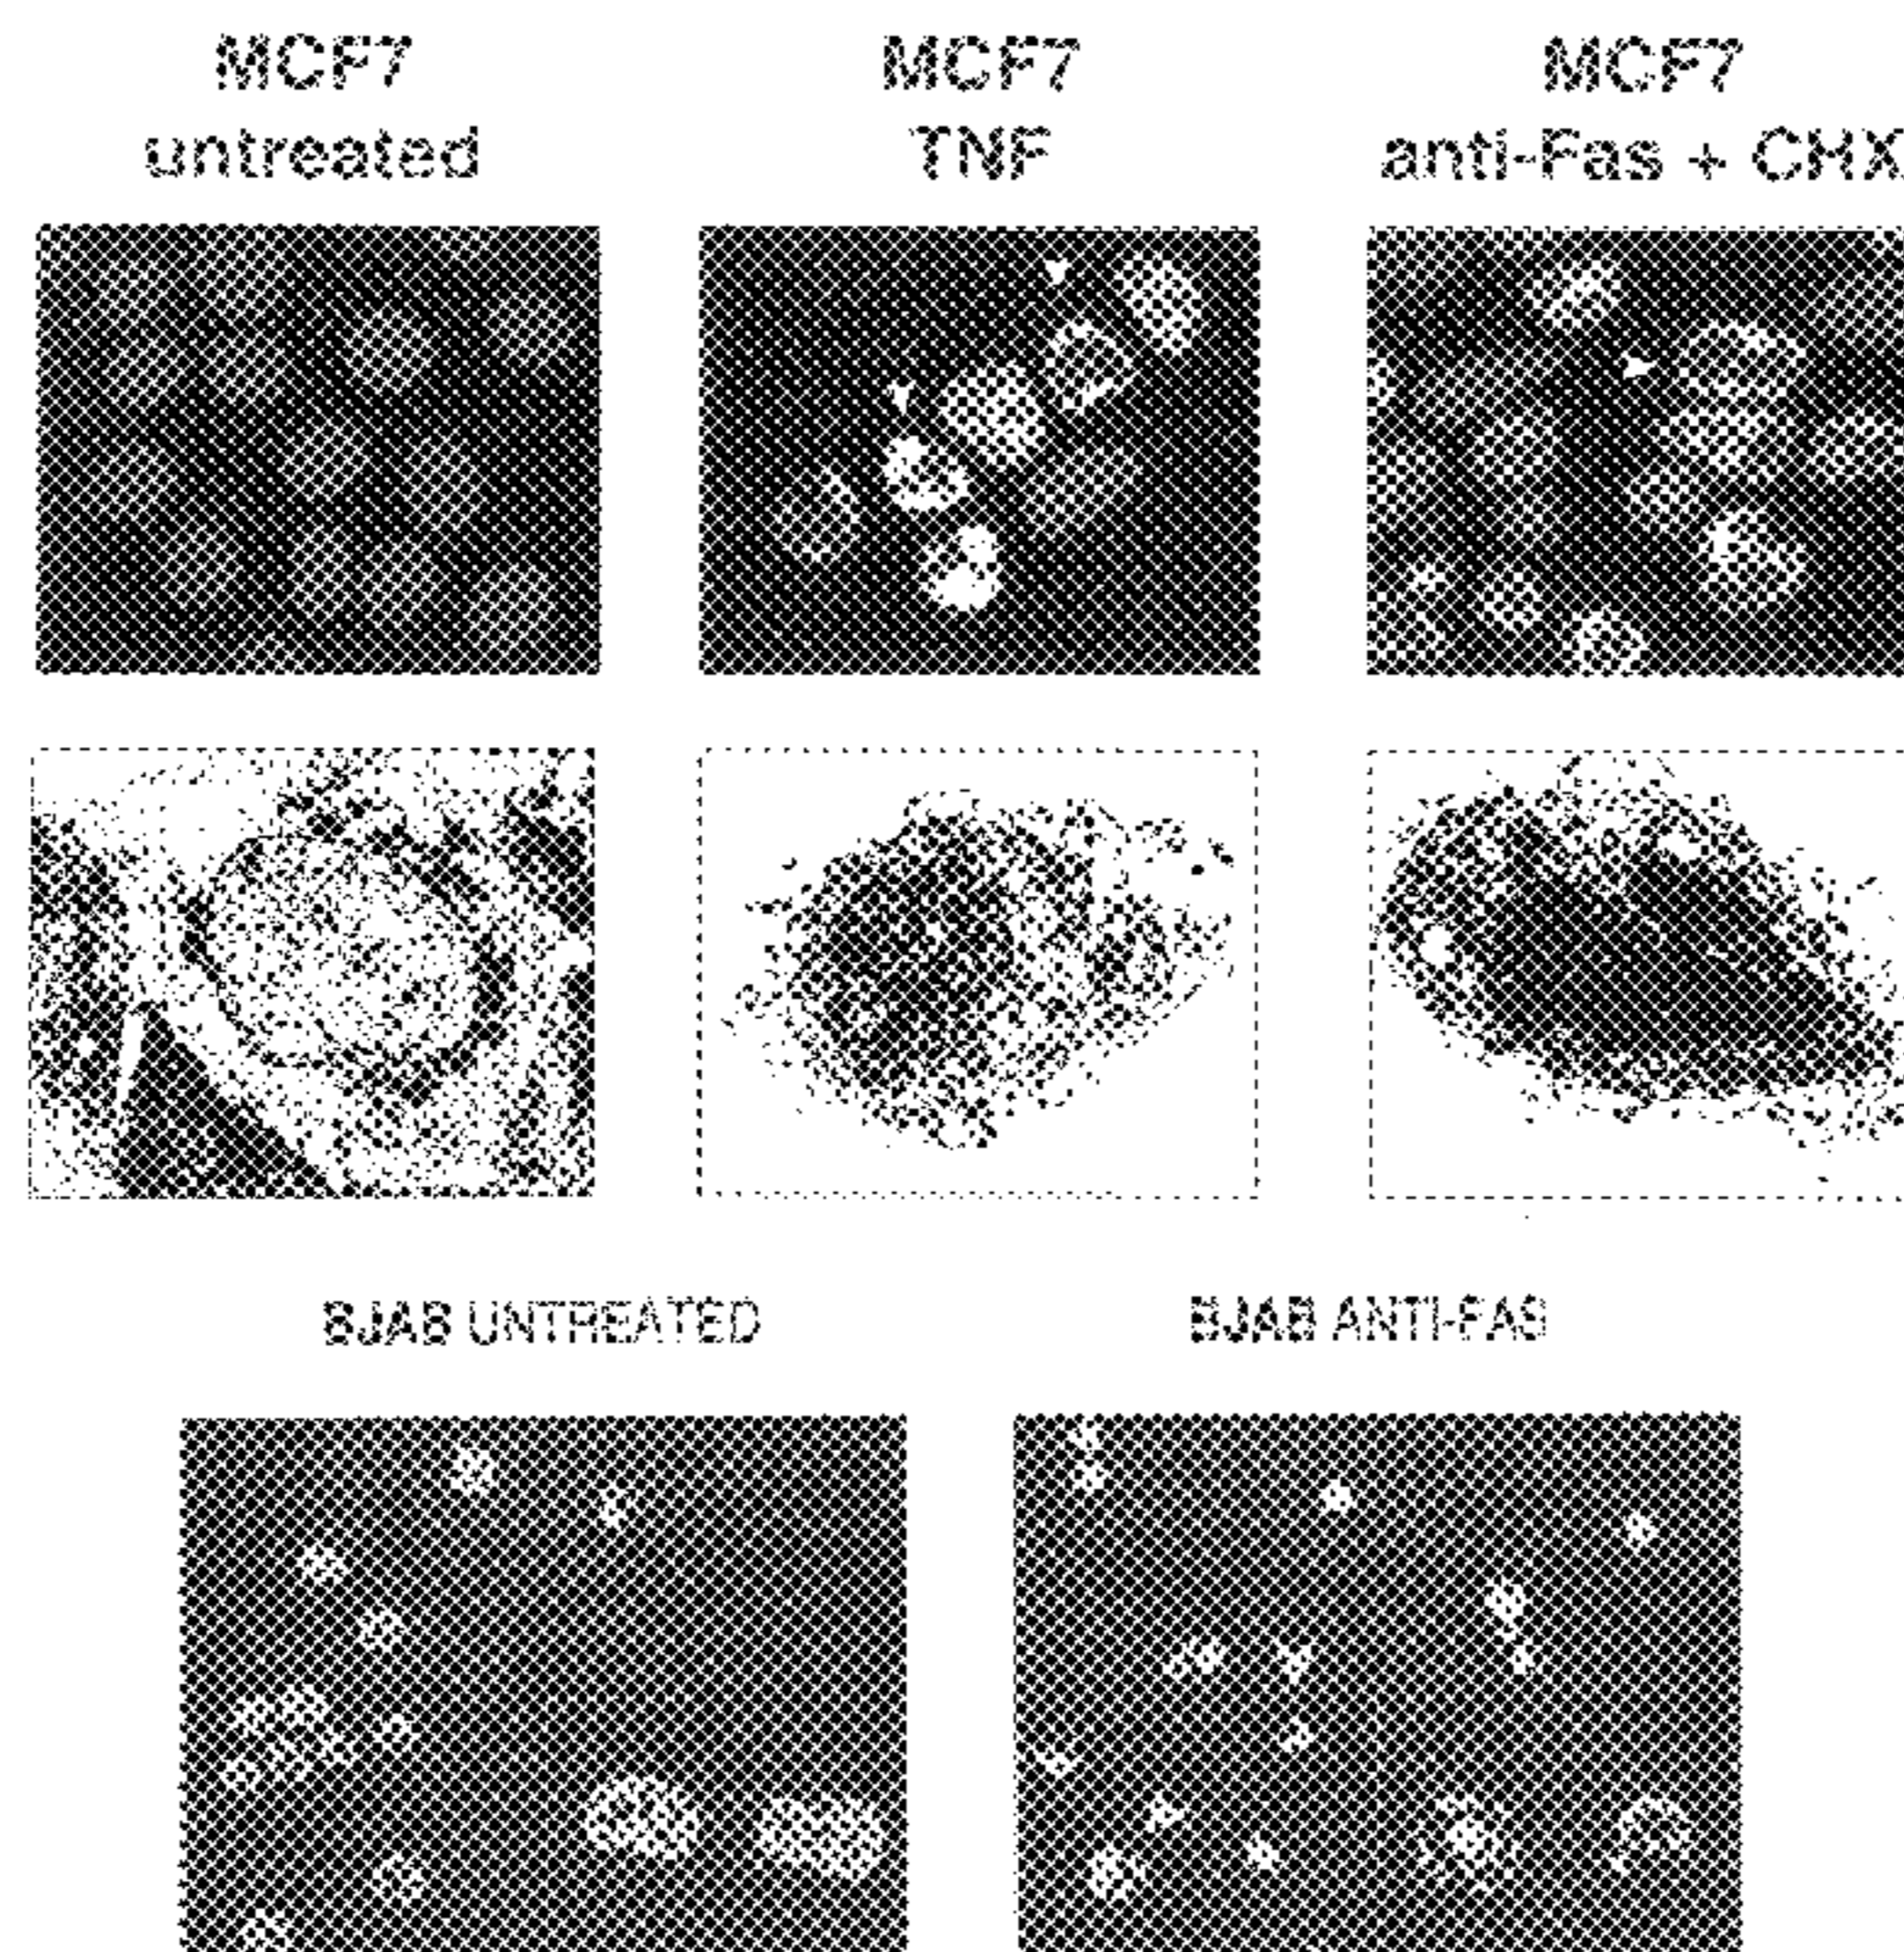 MCF7
untreated
MCF7
TNF
MCF7
anti-Fas + CHX
BJAB UNTREATED
BJAB ANTI-FAS